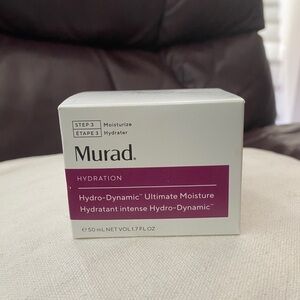 STEP 3 Moisturize
ÉTAPE 3 Hydrater
Murad.
HYDRATION
Hydro-Dynamic™ Ultimate Moisture
Hydratant intense Hydro-Dynamic™
℮ 50 mL NET VOL 1.7 FL OZ